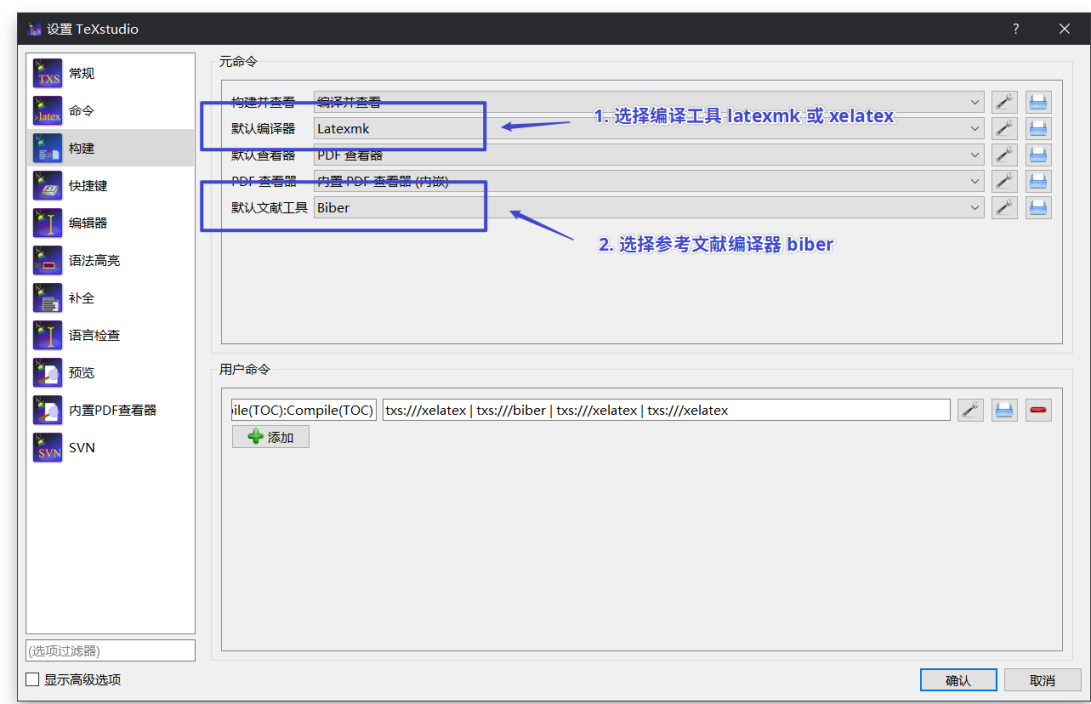 设置 TeXstudio
常规
命令
构建
快捷键
编辑器
语法高亮
补全
语言检查
预览
内置PDF查看器
SVN
(选项过滤器)
显示高级选项
元命令
构建并查看 编译并查看
默认编译器 Latexmk
1. 选择编译工具 latexmk 或 xelatex
默认查看器 PDF 查看器
PDF 查看器 内置 PDF 查看器 (内嵌)
默认文献工具 Biber
2. 选择参考文献编译器 biber
用户命令
ile(TOC):Compile(TOC) txs:///xelatex | txs:///biber | txs:///xelatex | txs:///xelatex
添加
确认 取消